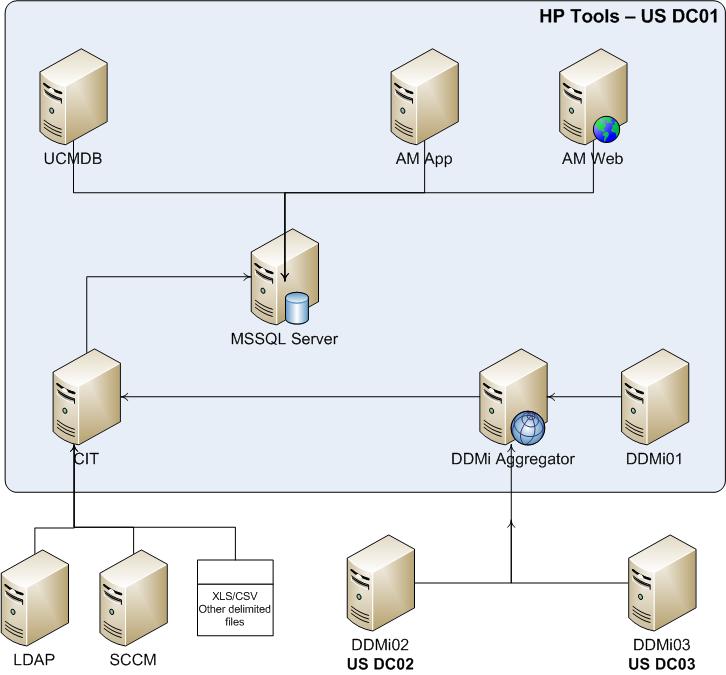 HP Tools – US DC01
UCMDB
AM App
AM Web
MSSQL Server
CIT
DDMi Aggregator
DDMi01
XLS/CSV
Other delimited
files
LDAP
SCCM
DDMi02
US DC02
DDMi03
US DC03